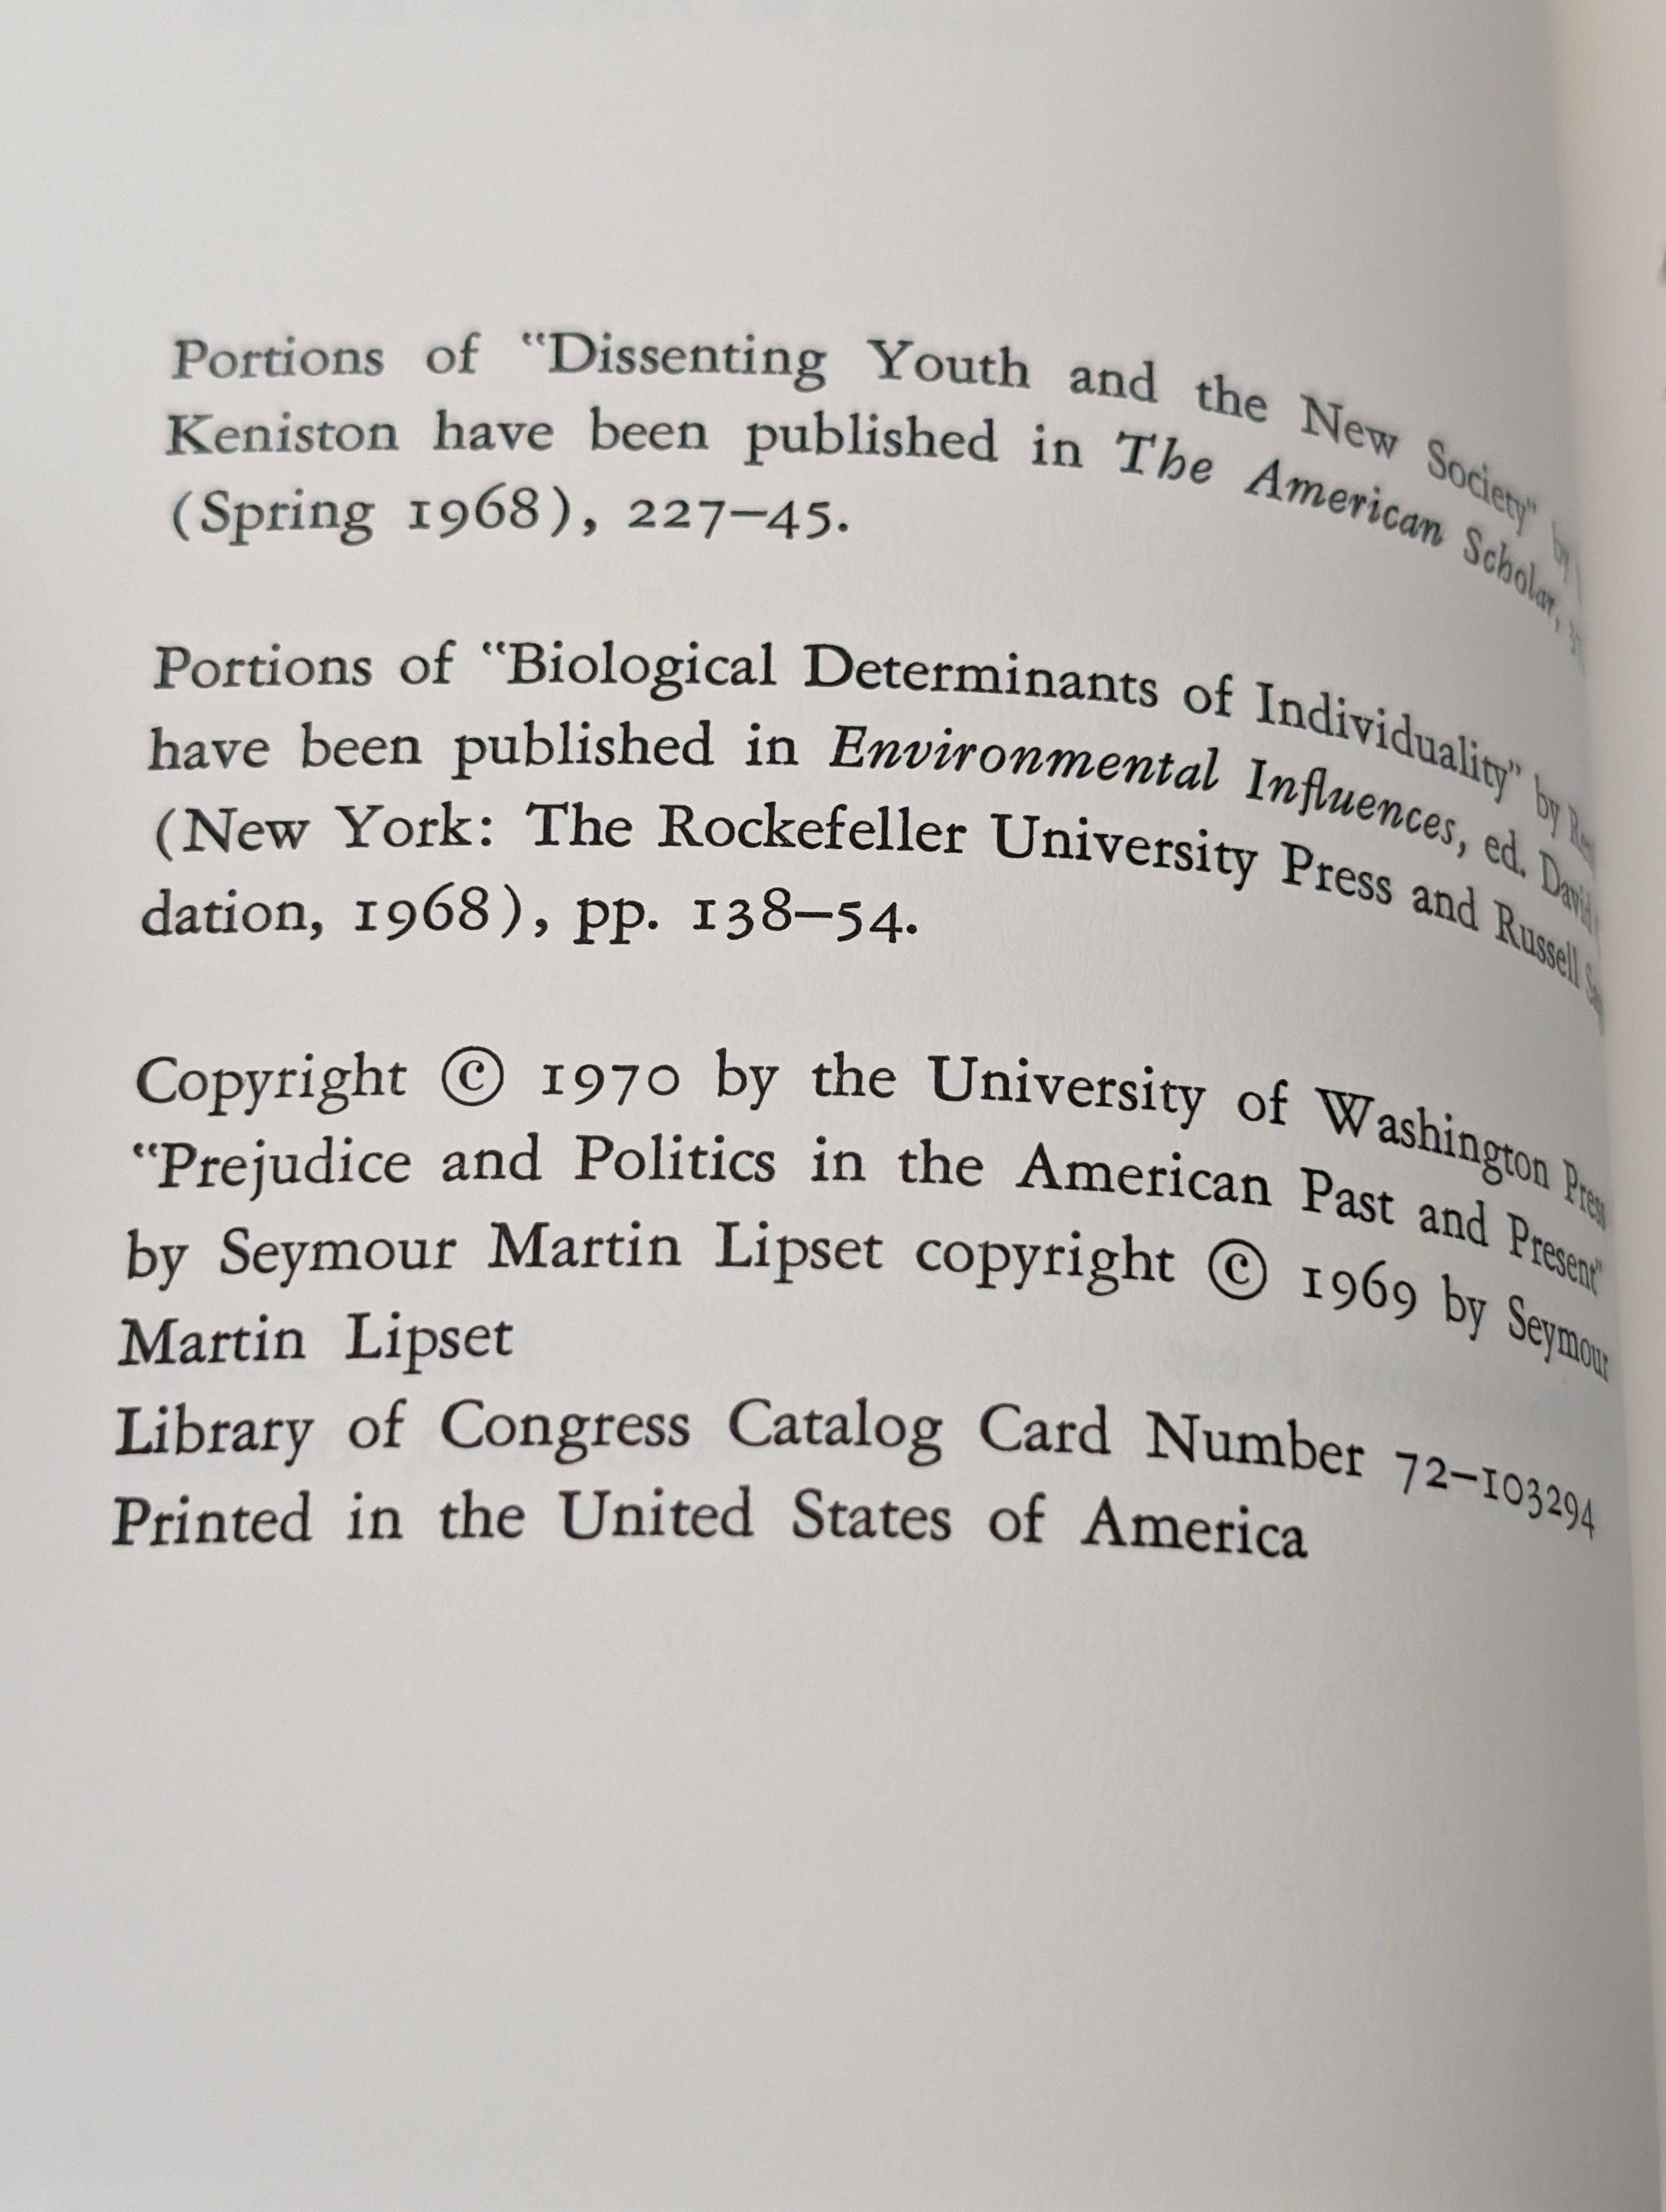 Portions of "Dissenting Youth and the New Society" by
Keniston have been published in The American Scholar,
(Spring 1968), 227–45.
Portions of "Biological Determinants of Individuality" by
have been published in Environmental Influences, ed. David
(New York: The Rockefeller University Press and Russell
dation, 1968), pp. 138–54.
Copyright © 1970 by the University of Washington Press
"Prejudice and Politics in the American Past and Present"
by Seymour Martin Lipset copyright © 1969 by Seymour
Martin Lipset
Library of Congress Catalog Card Number 72–103294
Printed in the United States of America